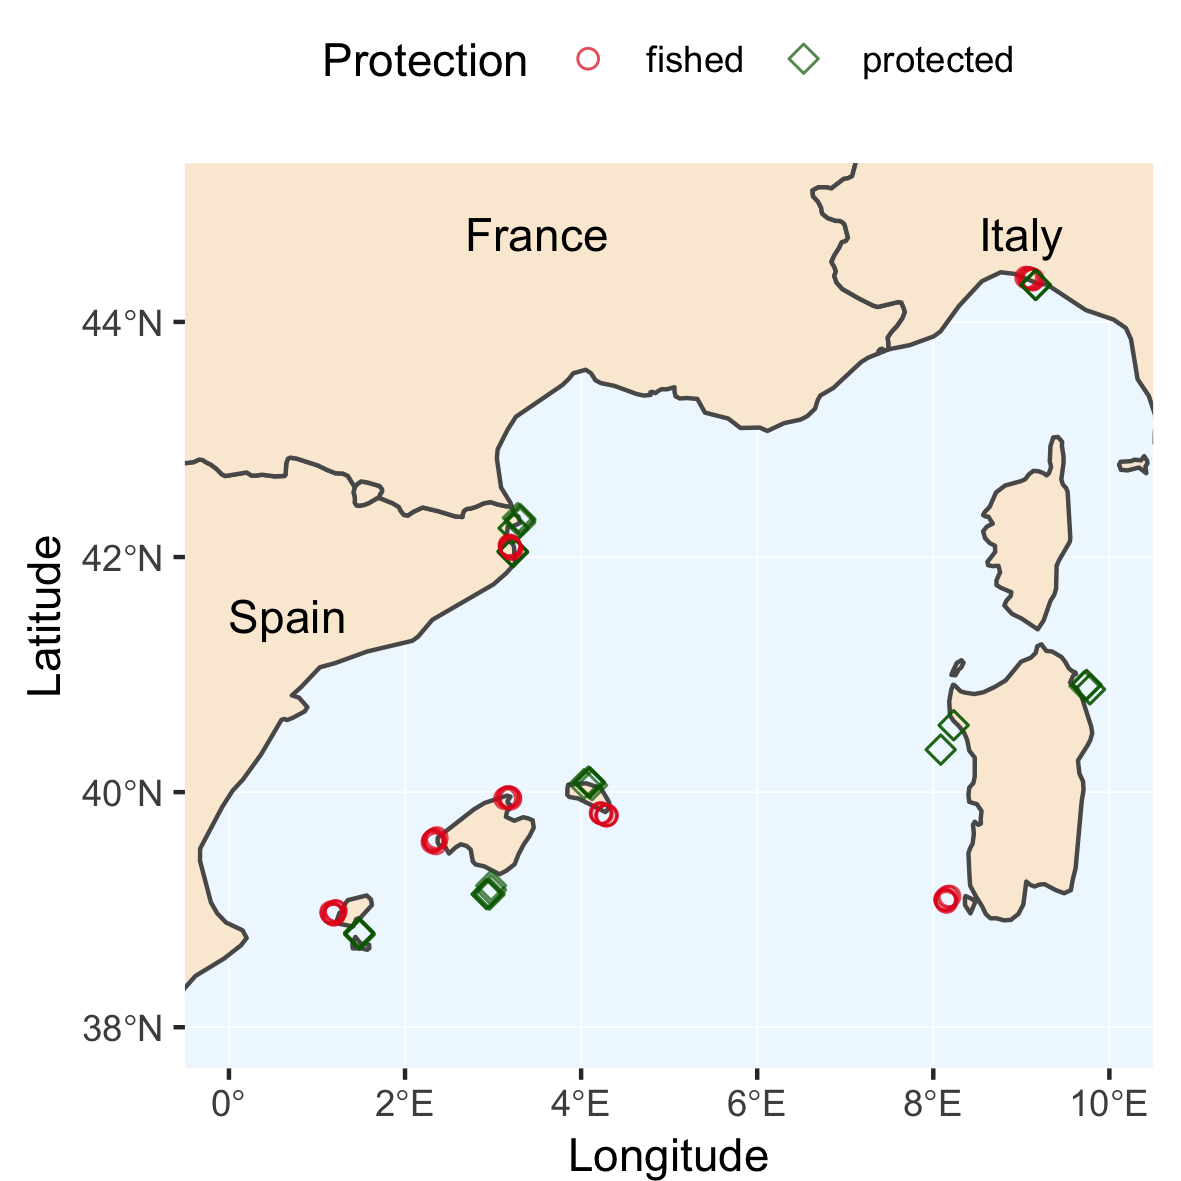 Protection fished protected
France
Italy
Spain
44°N
42°N
40°N
38°N
Latitude
0° 2°E 4°E 6°E 8°E 10°E
Longitude